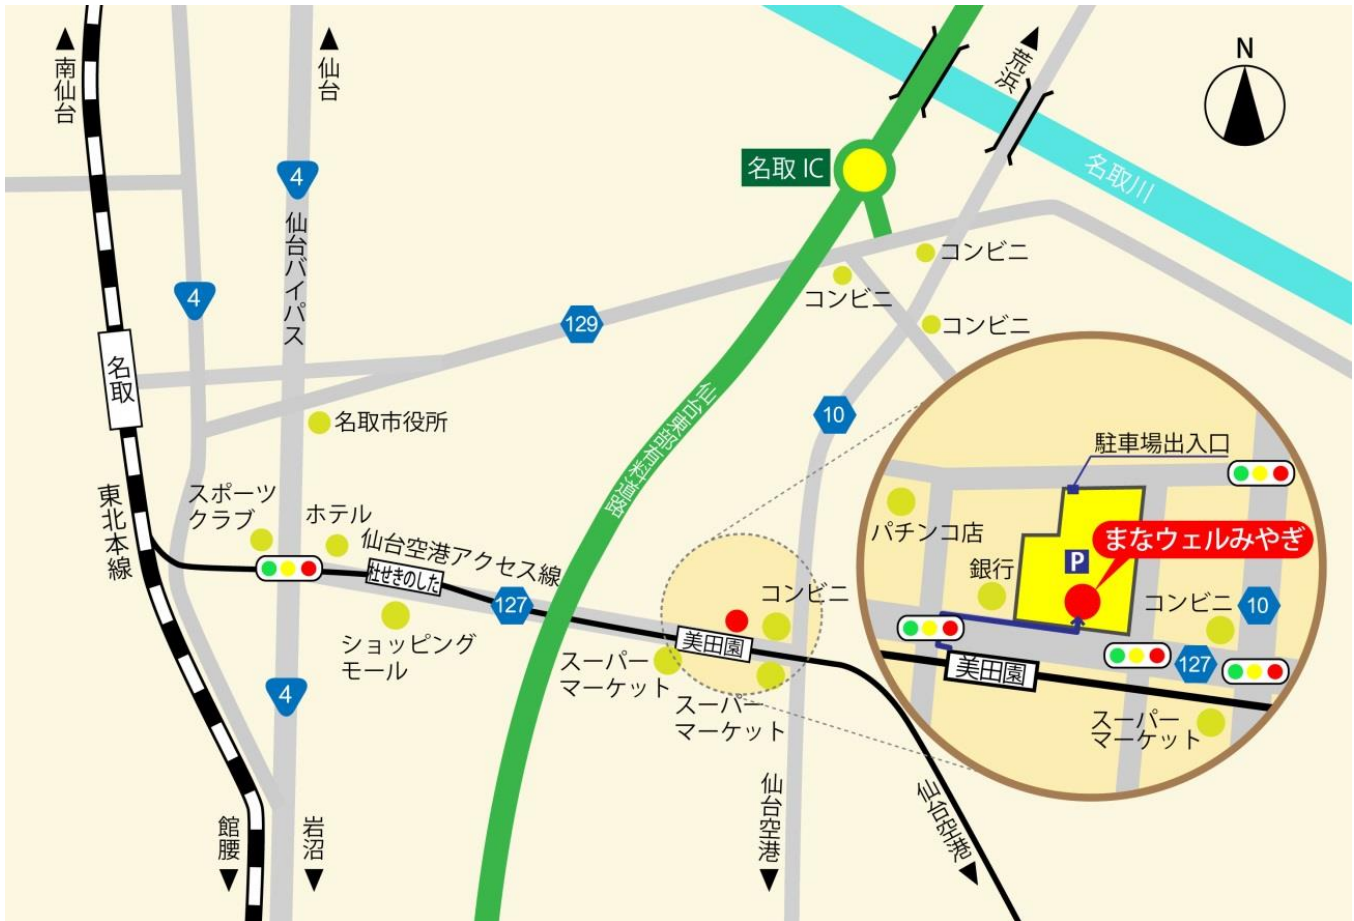 南仙台
仙台
荒浜
N
4
名取 IC
名取川
仙台バイパス
4
コンビニ
コンビニ
コンビニ
129
名取
名取市役所
仙台東部有料道路
10
駐車場出入口
東北本線
スポーツ
クラブ
ホテル
仙台空港アクセス線
杜せきのした
127
ショッピング
モール
スーパー
マーケット
美田園
コンビニ
スーパー
マーケット
パチンコ店
銀行
P
まなウェルみやぎ
コンビニ
10
127
美田園
スーパー
マーケット
4
館腰
岩沼
仙台空港
仙台空港